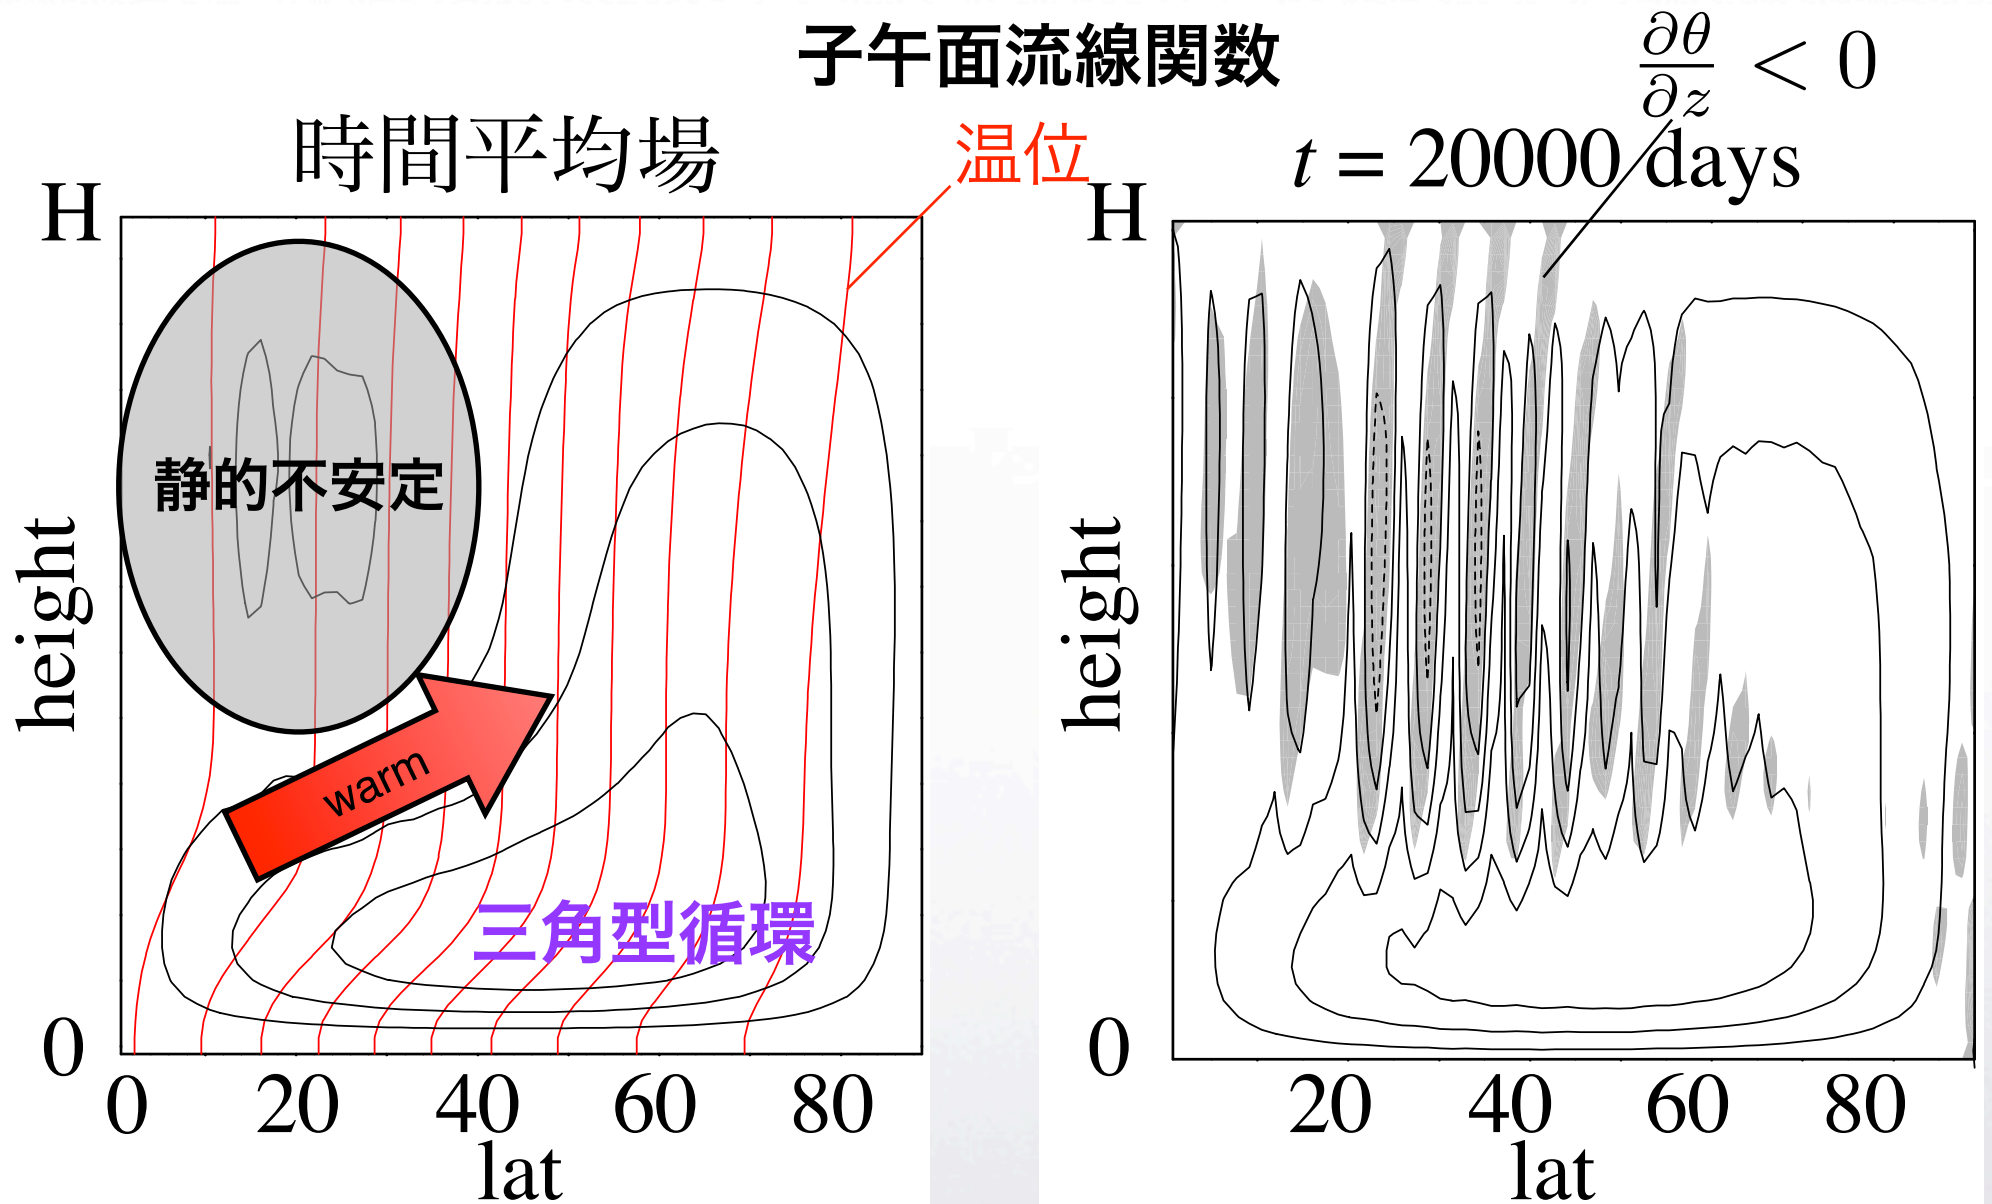 子午面流線関数
∂θ/∂z < 0
時間平均場
温位
t = 20000 days
H
H
静的不安定
height
height
warm
三角型循環
0
0
0 20 40 60 80
20 40 60 80
lat
lat